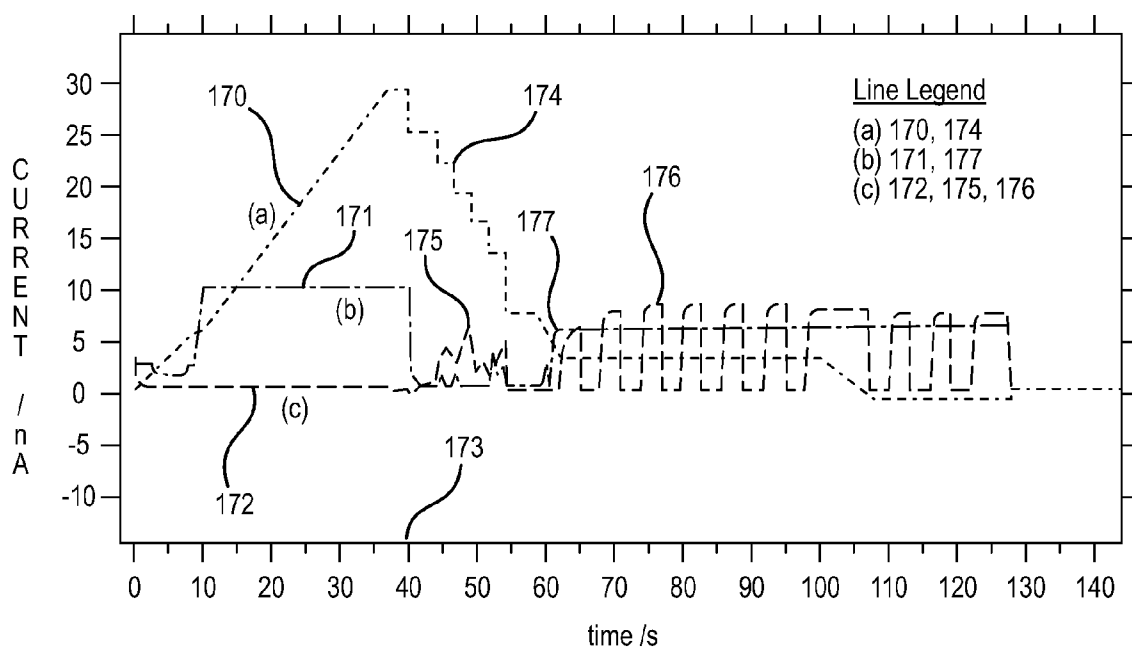 30
25
20
15
10
5
0
-5
-10
CURRENT /nA
170
174
Line Legend
(a) 170, 174
(b) 171, 177
(c) 172, 175, 176
176
(a)
171
175
177
(b)
(c)
173
172
0 10 20 30 40 50 60 70 80 90 100 110 120 130 140
time /s